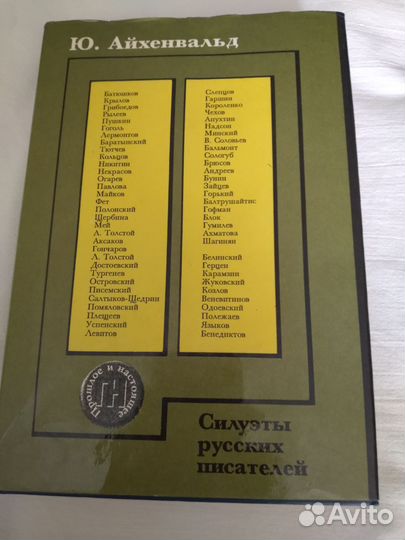 Ю. Айхенвальд
Батюшков
Крылов
Грибоедов
Рылеев
Пушкин
Гоголь
Лермонтов
Баратынский
Тютчев
Кольцов
Никитин
Некрасов
Огарев
Павлова
Майков
Фет
Полонский
Щербина
Мей
А. Толстой
Аксаков
Гончаров
Л. Толстой
Достоевский
Тургенев
Островский
Писемский
Салтыков-Щедрин
Помяловский
Плещеев
Успенский
Левитов
Слепцов
Гаршин
Короленко
Чехов
Апухтин
Надсон
Минский
В. Соловьев
Бальмонт
Сологуб
Брюсов
Андреев
Бунин
Зайцев
Горький
Балтрушайтис
Гофман
Блок
Гумилев
Ахматова
Шагинян
Белинский
Герцен
Карамзин
Жуковский
Козлов
Веневитинов
Одоевский
Полежаев
Языков
Бенедиктов
Прошлое и настоящее
ПН
Силуэты
русских
писателей
Avito